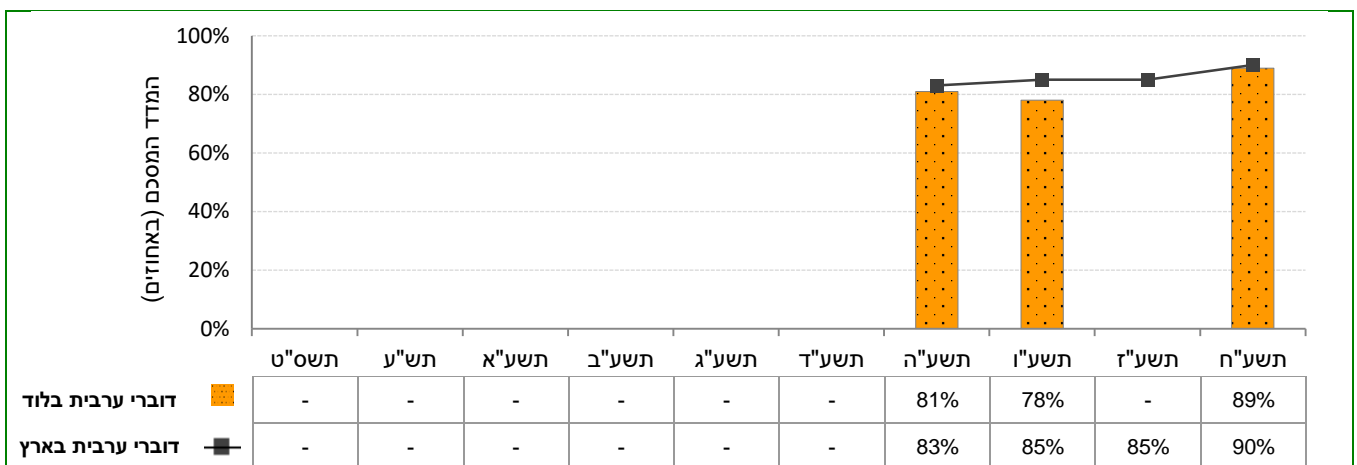 100%
80%
60%
40%
20%
0%
המדד המסכם (באחוזים)
תשס"ט תש"ע תשע"א תשע"ב תשע"ג תשע"ד תשע"ה תשע"ו תשע"ז תשע"ח
דוברי ערבית בלוד - - - - - - 81% 78% - 89%
דוברי ערבית בארץ - - - - - - 83% 85% 85% 90%